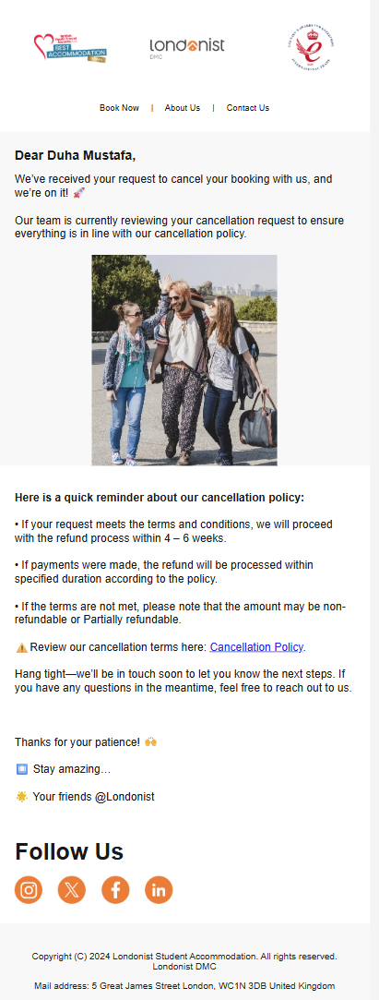 British Youth Travel Awards
BEST
ACCOMMODATION
londonist
DMC
Book Now | About Us | Contact Us
Dear Duha Mustafa,
We've received your request to cancel your booking with us, and
we're on it! 🚀
Our team is currently reviewing your cancellation request to ensure
everything is in line with our cancellation policy.
Here is a quick reminder about our cancellation policy:
• If your request meets the terms and conditions, we will proceed
with the refund process within 4 – 6 weeks.
• If payments were made, the refund will be processed within
specified duration according to the policy.
• If the terms are not met, please note that the amount may be non-
refundable or Partially refundable.
⚠️ Review our cancellation terms here: Cancellation Policy.
Hang tight—we'll be in touch soon to let you know the next steps. If
you have any questions in the meantime, feel free to reach out to us.
Thanks for your patience! 🙌
Stay amazing…
🌟 Your friends @Londonist
Follow Us
Copyright (C) 2024 Londonist Student Accommodation. All rights reserved.
Londonist DMC
Mail address: 5 Great James Street London, WC1N 3DB United Kingdom